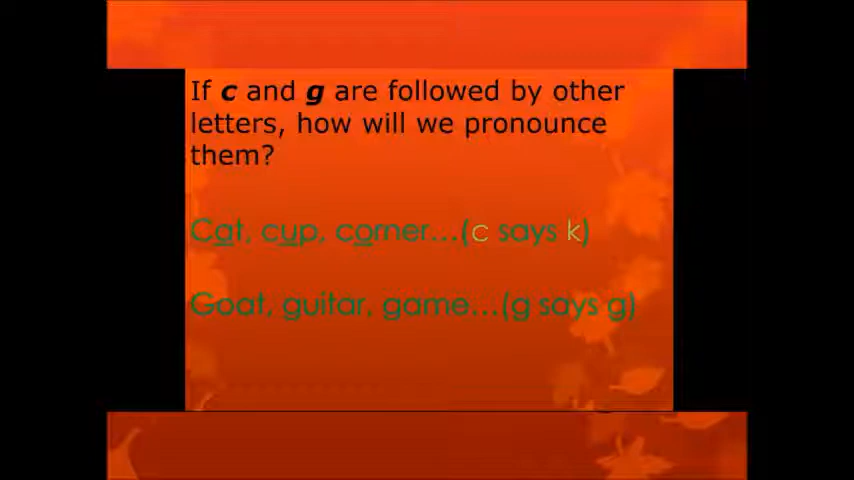 If c and g are followed by other
letters, how will we pronounce
them?
Cat, cup, corner...(c says k)
Goat, guitar, game...(g says g)